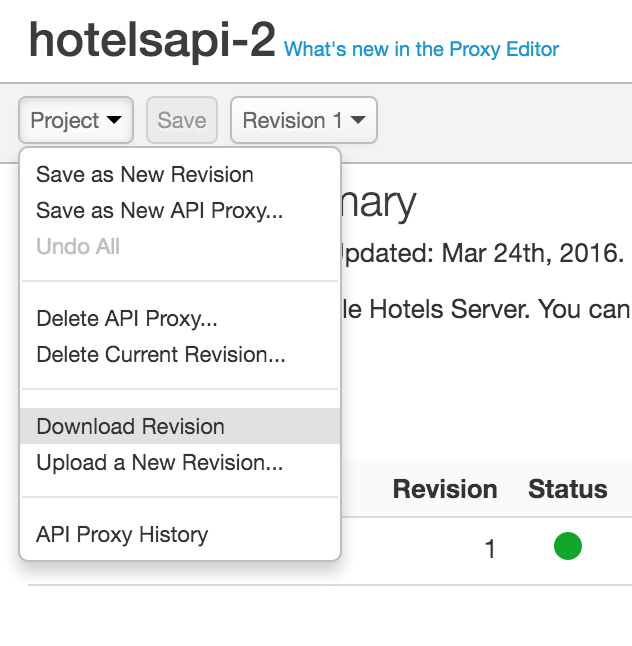 hotelsapi-2 What's new in the Proxy Editor
Project Save Revision 1
Save as New Revision
Save as New API Proxy...
Undo All
Delete API Proxy...
Delete Current Revision...
Download Revision
Upload a New Revision...
API Proxy History
mary
Updated: Mar 24th, 2016.
le Hotels Server. You can
Revision Status
1